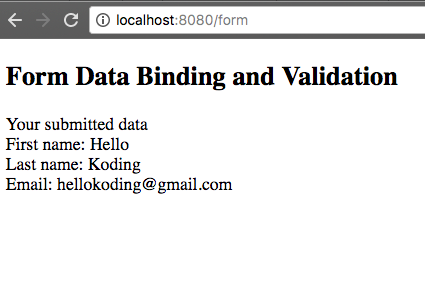 localhost:8080/form
Form Data Binding and Validation
Your submitted data
First name: Hello
Last name: Koding
Email: hellokoding@gmail.com